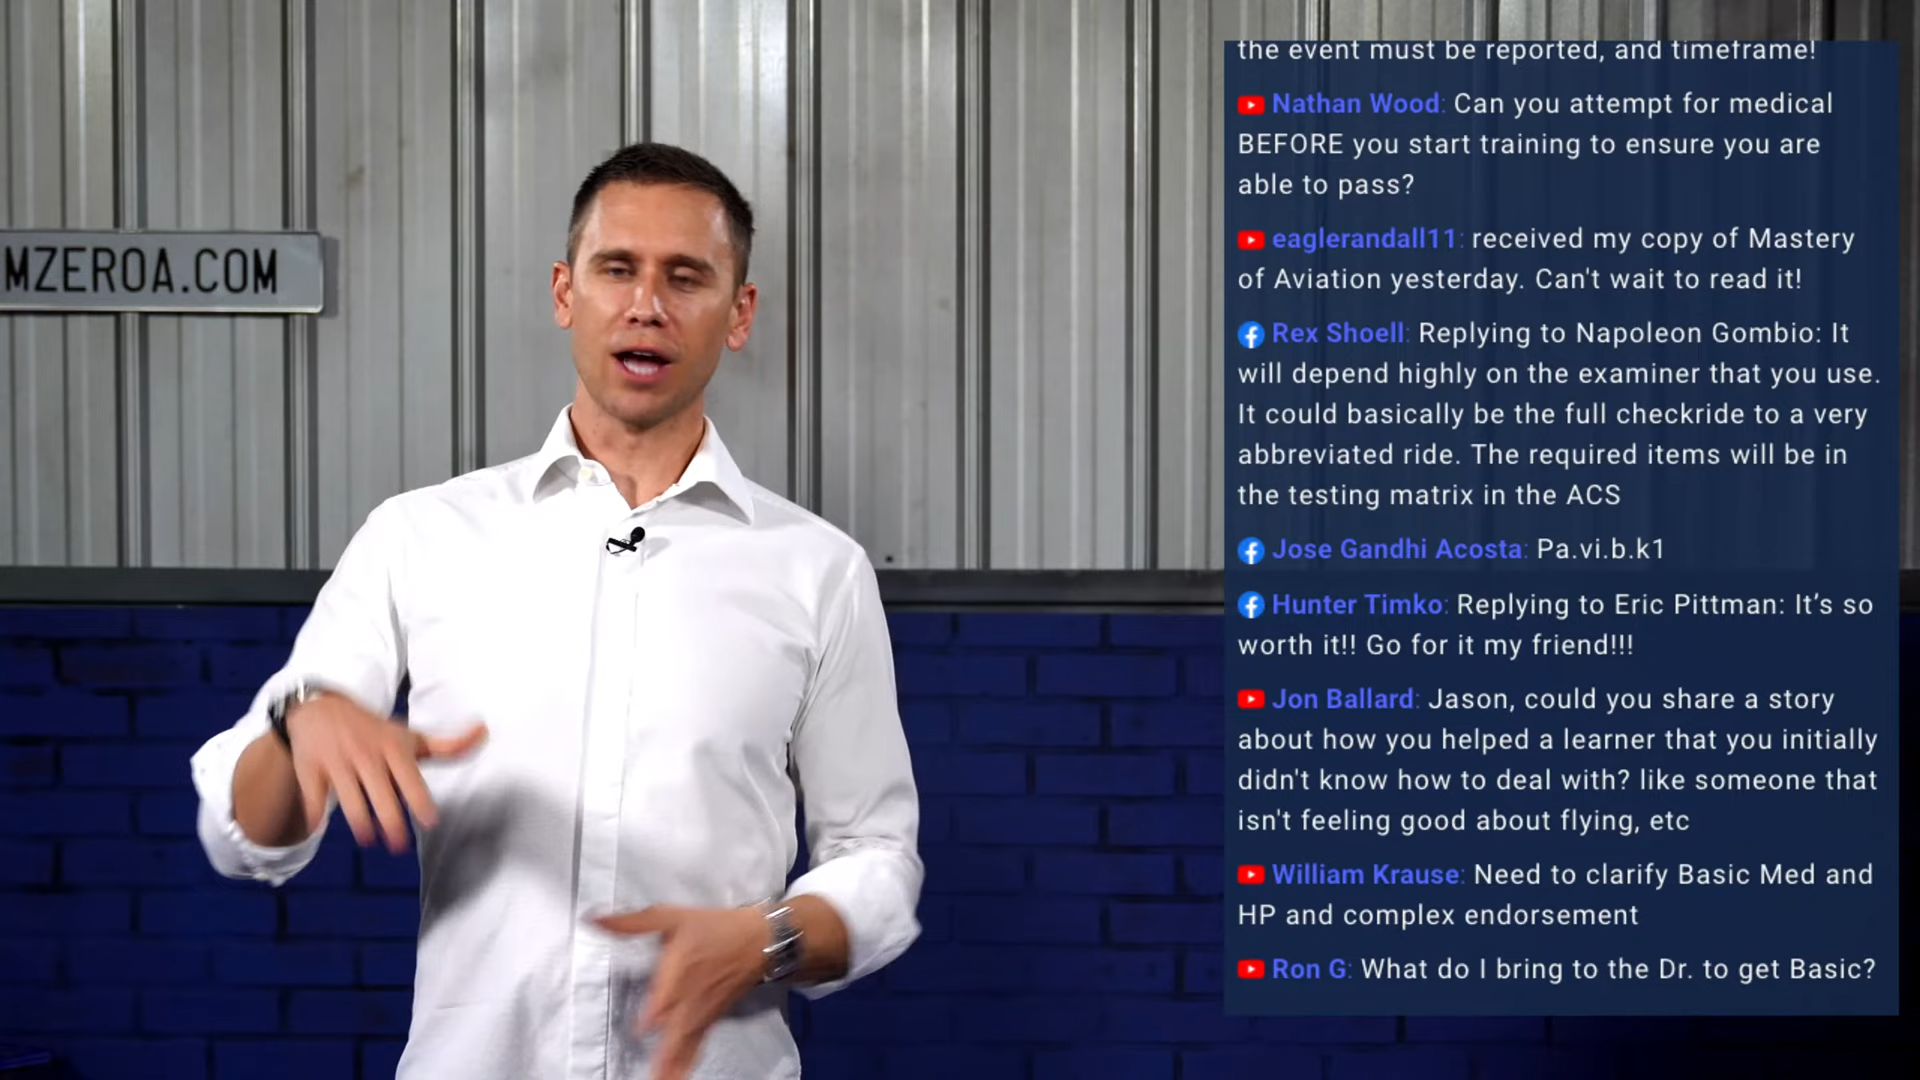 MZEROA.COM
the event must be reported, and timeframe!
Nathan Wood: Can you attempt for medical
BEFORE you start training to ensure you are
able to pass?
eaglerandall11: received my copy of Mastery
of Aviation yesterday. Can't wait to read it!
Rex Shoell: Replying to Napoleon Gombio: It
will depend highly on the examiner that you use.
It could basically be the full checkride to a very
abbreviated ride. The required items will be in
the testing matrix in the ACS
Jose Gandhi Acosta: Pa.vi.b.k1
Hunter Timko: Replying to Eric Pittman: It’s so
worth it!! Go for it my friend!!!
Jon Ballard: Jason, could you share a story
about how you helped a learner that you initially
didn't know how to deal with? like someone that
isn't feeling good about flying, etc
William Krause: Need to clarify Basic Med and
HP and complex endorsement
Ron G: What do I bring to the Dr. to get Basic?